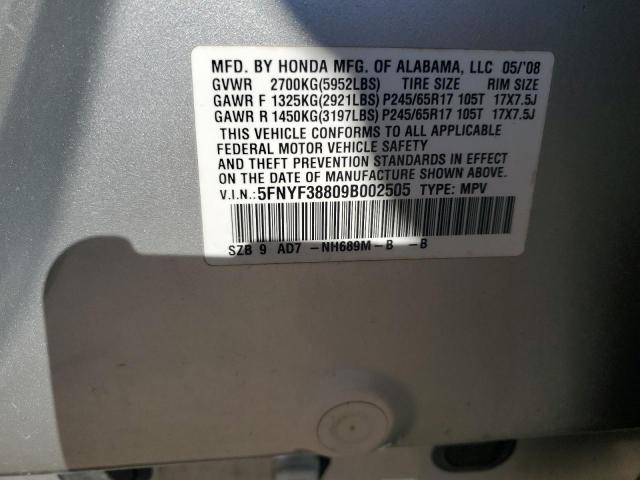 MFD. BY HONDA MFG. OF ALABAMA, LLC 05/'08
GVWR 2700KG(5952LBS) TIRE SIZE RIM SIZE
GAWR F 1325KG(2921LBS) P245/65R17 105T 17X7.5J
GAWR R 1450KG(3197LBS) P245/65R17 105T 17X7.5J
THIS VEHICLE CONFORMS TO ALL APPLICABLE
FEDERAL MOTOR VEHICLE SAFETY
AND THEFT PREVENTION STANDARDS IN EFFECT
ON THE DATE OF MANUFACTURE SHOWN ABOVE.
V.I.N.: 5FNYF38809B002505 TYPE: MPV
SZB 9 AD7 -NH689M-B -B